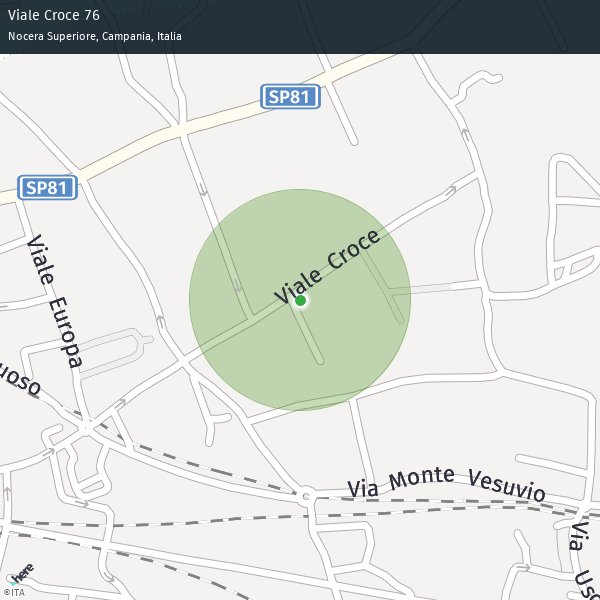 Viale Croce 76
Nocera Superiore, Campania, Italia
SP81
SP81
Viale Europa
Viale Croce
uoso
Via Monte Vesuvio
Via Uso
here
©ITA